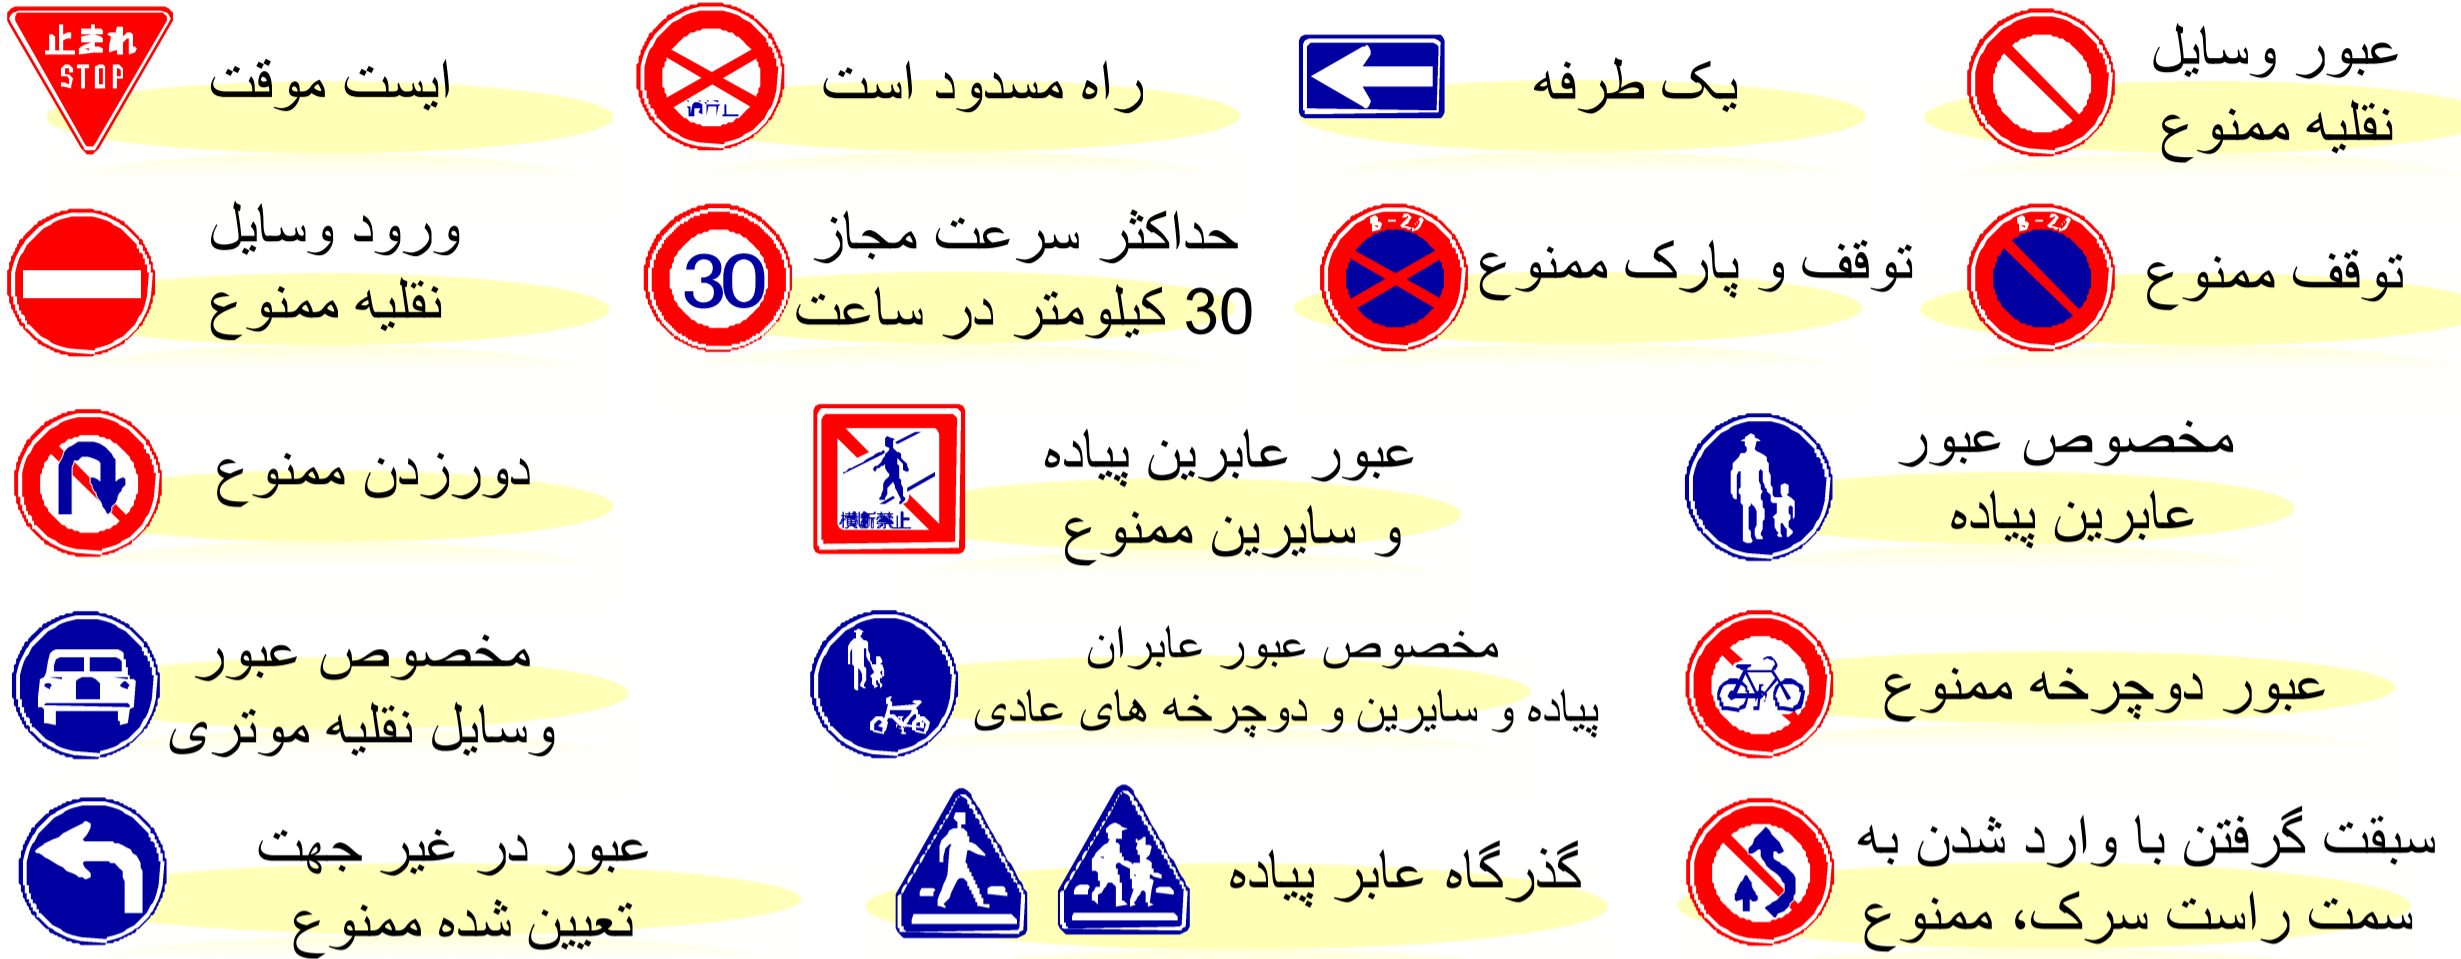 止まれ
STOP
ایست موقت
راه مسدود است
یک طرفه
عبور وسایل
نقلیه ممنوع
ورود وسایل
نقلیه ممنوع
30
حداکثر سرعت مجاز
30 کیلومتر در ساعت
8-20
توقف و پارک ممنوع
8-20
توقف ممنوع
دورزدن ممنوع
横断禁止
عبور عابرین پیاده
و سایرین ممنوع
مخصوص عبور
عابرین پیاده
مخصوص عبور
وسایل نقلیه موتری
مخصوص عبور عابران
پیاده و سایرین و دوچرخه های عادی
عبور دوچرخه ممنوع
عبور در غیر جهت
تعیین شده ممنوع
گذرگاه عابر پیاده
سبقت گرفتن با وارد شدن به
سمت راست سرک، ممنوع